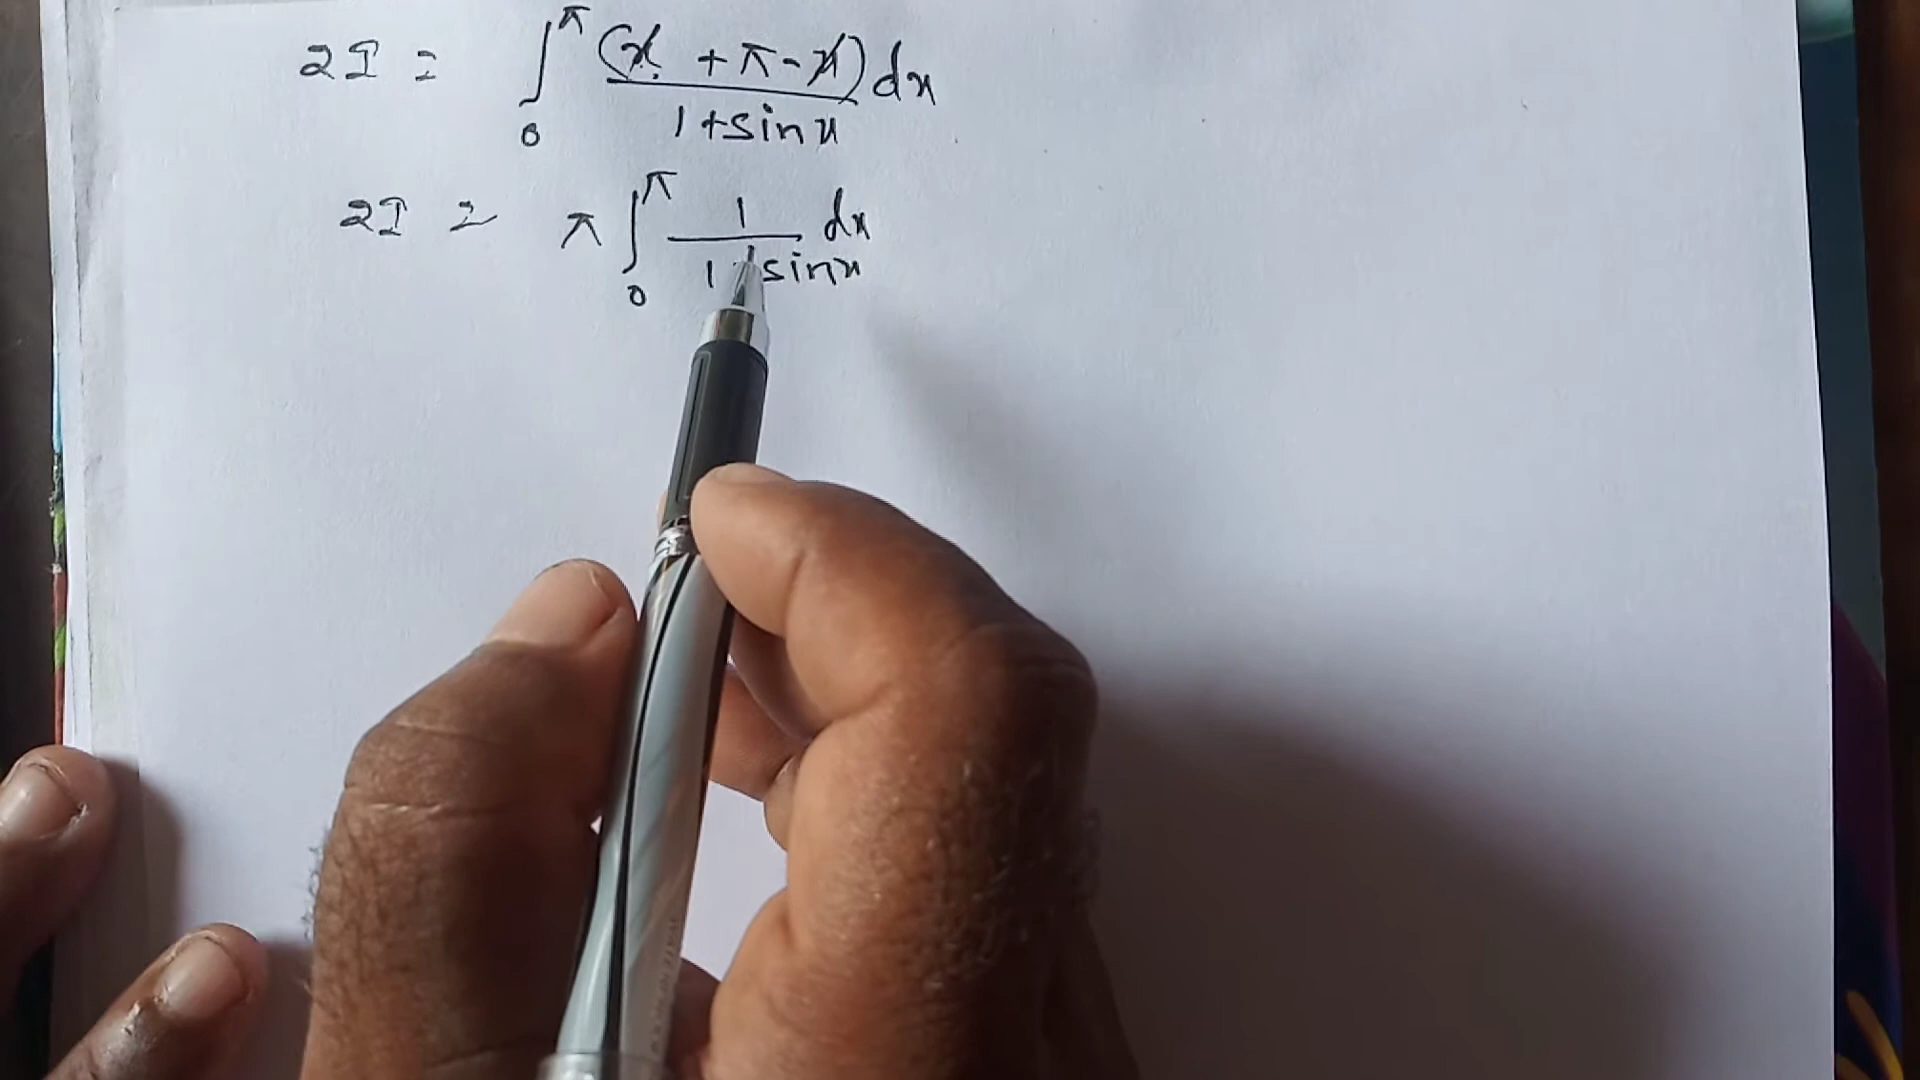 2I = ∫₀^π (x + π - x) / (1 + sin x) dx
2I = π ∫₀^π 1 / (1 + sin x) dx